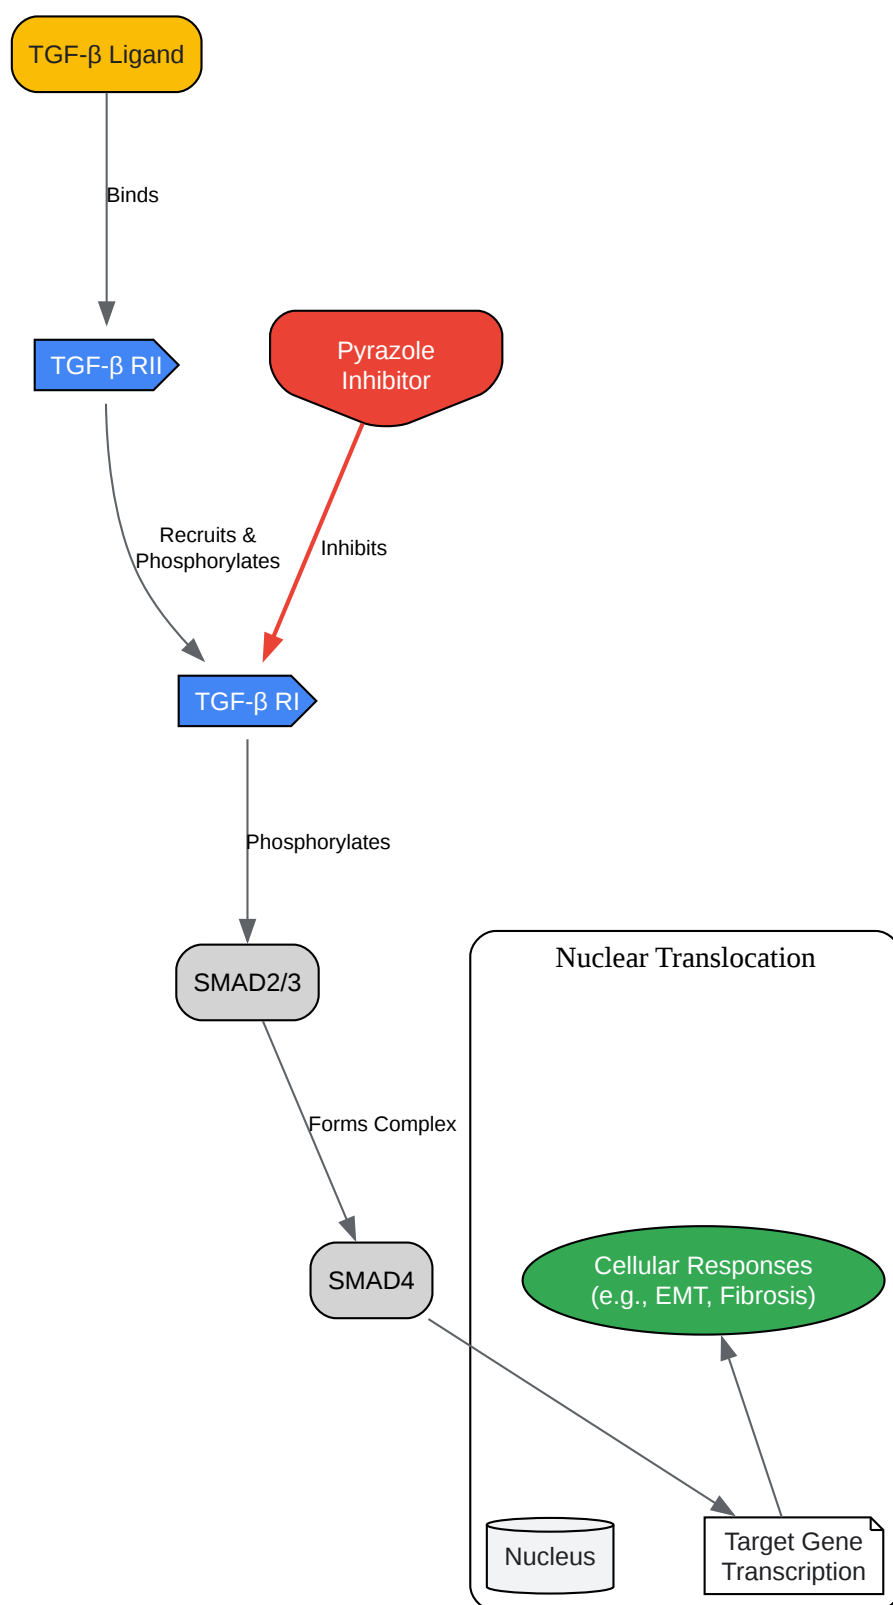 TGF-β Ligand
Binds
TGF-β RII
Pyrazole
Inhibitor
Recruits &
Phosphorylates
Inhibits
TGF-β RI
Phosphorylates
SMAD2/3
Nuclear Translocation
Forms Complex
SMAD4
Cellular Responses
(e.g., EMT, Fibrosis)
Nucleus
Target Gene
Transcription